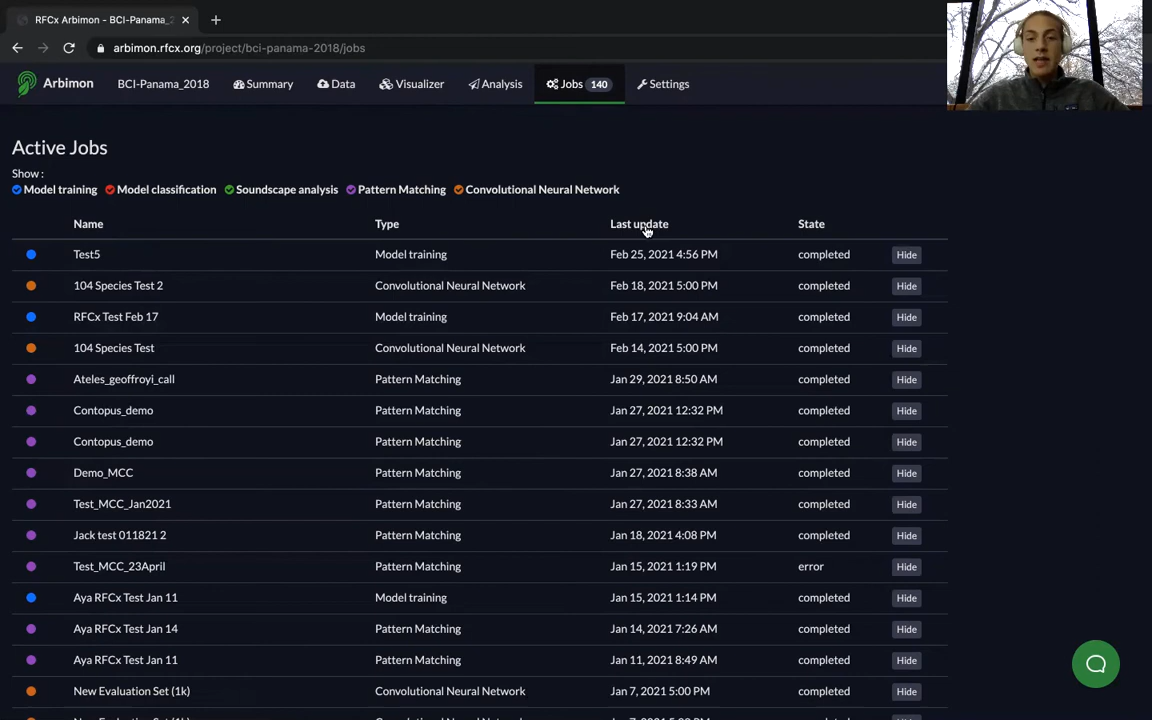 RFCx Arbimon - BCI-Panama_2
arbimon.rfcx.org/project/bci-panama-2018/jobs
Arbimon BCI-Panama_2018 Summary Data Visualizer Analysis Jobs 140 Settings
Active Jobs
Show :
Model training Model classification Soundscape analysis Pattern Matching Convolutional Neural Network
Name Type Last update State
Test5 Model training Feb 25, 2021 4:56 PM completed Hide
104 Species Test 2 Convolutional Neural Network Feb 18, 2021 5:00 PM completed Hide
RFCx Test Feb 17 Model training Feb 17, 2021 9:04 AM completed Hide
104 Species Test Convolutional Neural Network Feb 14, 2021 5:00 PM completed Hide
Ateles_geoffroyi_call Pattern Matching Jan 29, 2021 8:50 AM completed Hide
Contopus_demo Pattern Matching Jan 27, 2021 12:32 PM completed Hide
Contopus_demo Pattern Matching Jan 27, 2021 12:32 PM completed Hide
Demo_MCC Pattern Matching Jan 27, 2021 8:38 AM completed Hide
Test_MCC_Jan2021 Pattern Matching Jan 27, 2021 8:33 AM completed Hide
Jack test 011821 2 Pattern Matching Jan 18, 2021 4:08 PM completed Hide
Test_MCC_23April Pattern Matching Jan 15, 2021 1:19 PM error Hide
Aya RFCx Test Jan 11 Model training Jan 15, 2021 1:14 PM completed Hide
Aya RFCx Test Jan 14 Pattern Matching Jan 14, 2021 7:26 AM completed Hide
Aya RFCx Test Jan 11 Pattern Matching Jan 11, 2021 8:49 AM completed Hide
New Evaluation Set (1k) Convolutional Neural Network Jan 7, 2021 5:00 PM completed Hide